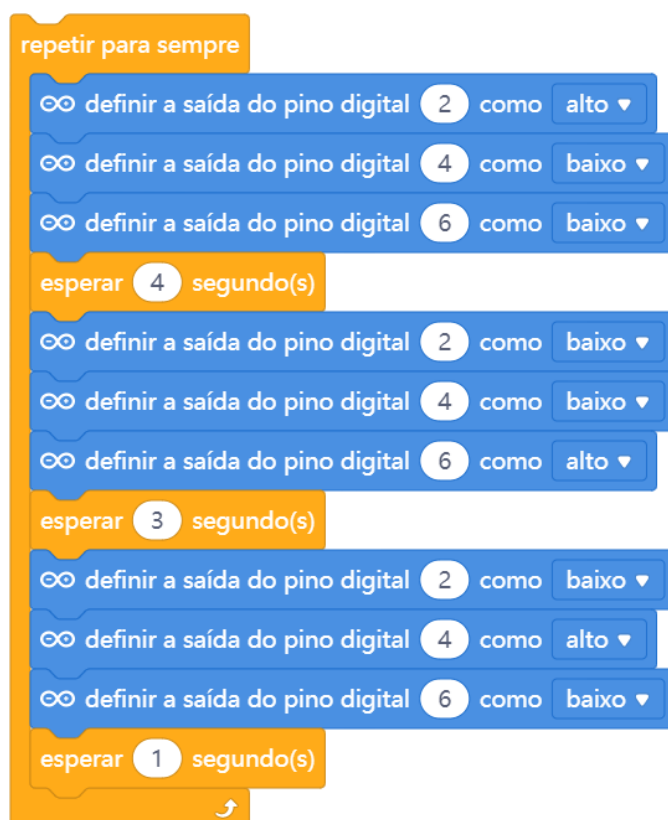 repetir para sempre
definir a saída do pino digital 2 como alto
definir a saída do pino digital 4 como baixo
definir a saída do pino digital 6 como baixo
esperar 4 segundo(s)
definir a saída do pino digital 2 como baixo
definir a saída do pino digital 4 como baixo
definir a saída do pino digital 6 como alto
esperar 3 segundo(s)
definir a saída do pino digital 2 como baixo
definir a saída do pino digital 4 como alto
definir a saída do pino digital 6 como baixo
esperar 1 segundo(s)